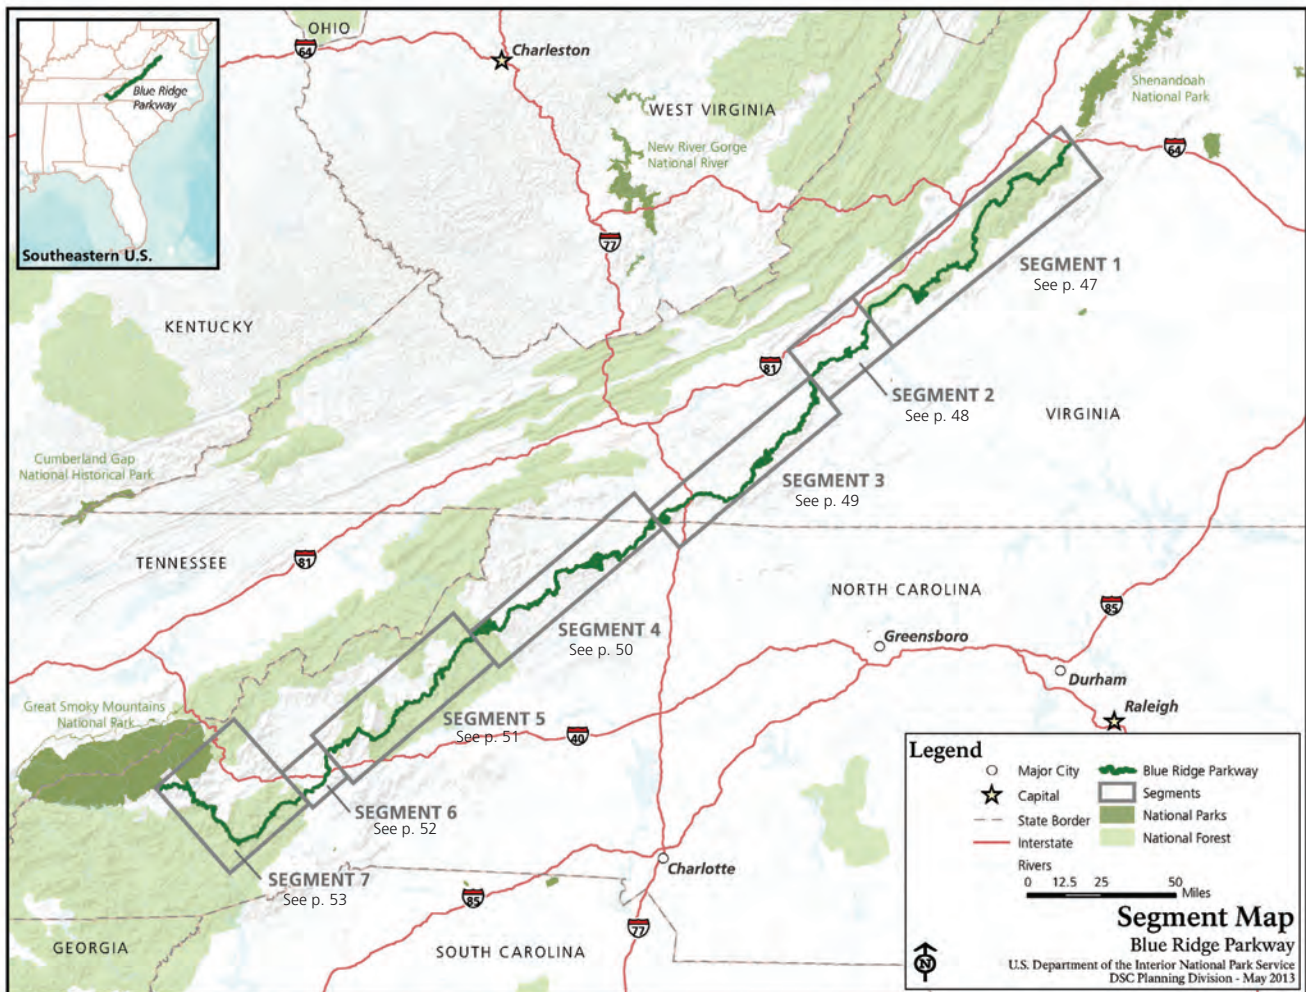 OHIO
64
Charleston
Blue Ridge
Parkway
Southeastern U.S.
WEST VIRGINIA
New River Gorge
National River
Shenandoah
National Park
64
77
SEGMENT 1
See p. 47
KENTUCKY
81
SEGMENT 2
See p. 48
VIRGINIA
Cumberland Gap
National Historical Park
SEGMENT 3
See p. 49
TENNESSEE
81
NORTH CAROLINA
85
SEGMENT 4
See p. 50
Greensboro
Durham
Raleigh
Great Smoky Mountains
National Park
SEGMENT 5
See p. 51
40
SEGMENT 6
See p. 52
Charlotte
SEGMENT 7
See p. 53
85
77
GEORGIA
SOUTH CAROLINA
Legend
Major City
Capital
State Border
Interstate
Rivers
Blue Ridge Parkway
Segments
National Parks
National Forest
0 12.5 25 50
Miles
N
Segment Map
Blue Ridge Parkway
U.S. Department of the Interior National Park Service
DSC Planning Division - May 2013